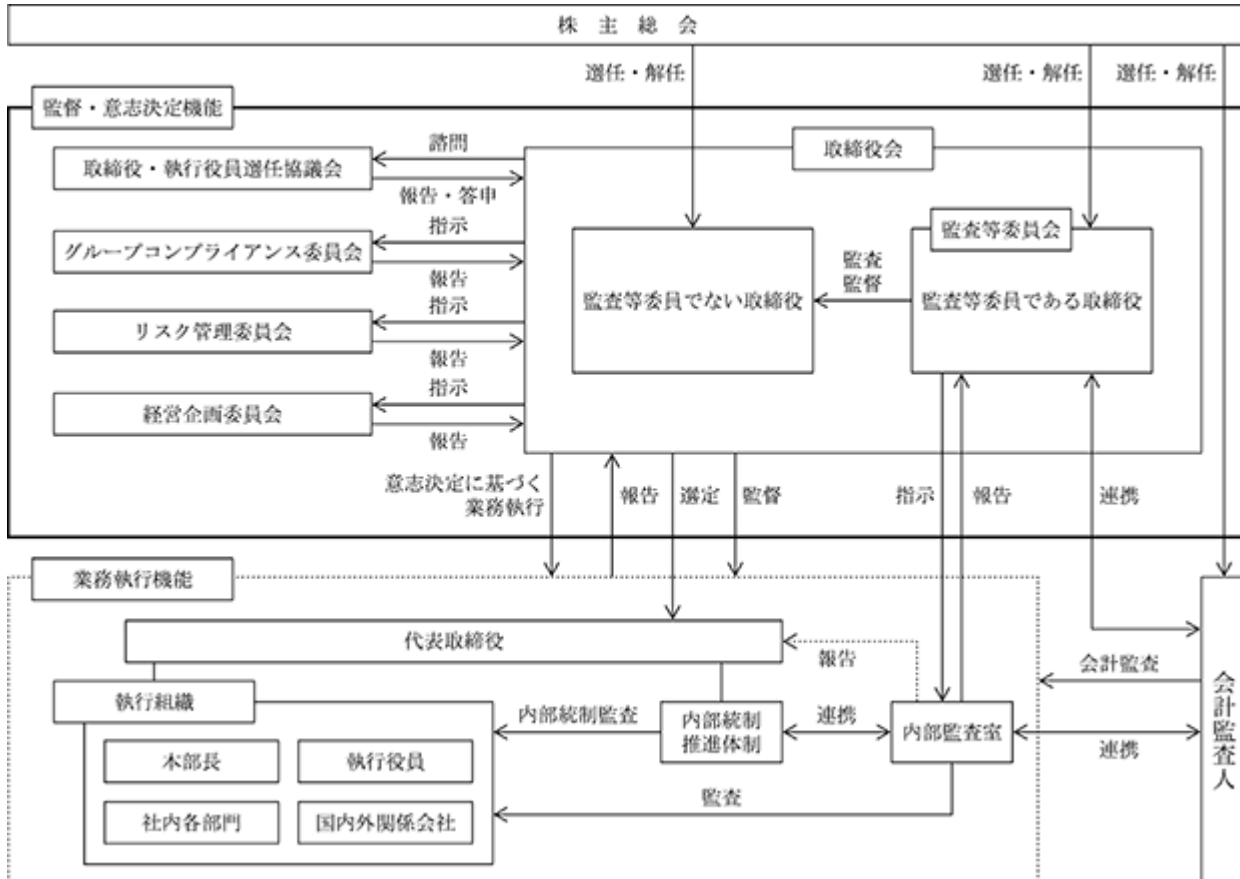 株主総会
選任・解任
選任・解任
選任・解任
監督・意志決定機能
取締役・執行役員選任協議会
諮問
報告・答申
グループコンプライアンス委員会
指示
報告
リスク管理委員会
指示
報告
経営企画委員会
指示
報告
取締役会
監査等委員でない取締役
監査
監督
監査等委員会
監査等委員である取締役
意志決定に基づく
業務執行
報告
選定
監督
指示
報告
連携
業務執行機能
代表取締役
報告
執行組織
本部長
執行役員
社内各部門
国内外関係会社
内部統制監査
内部統制
推進体制
連携
内部監査室
監査
会計監査
連携
会計監査人